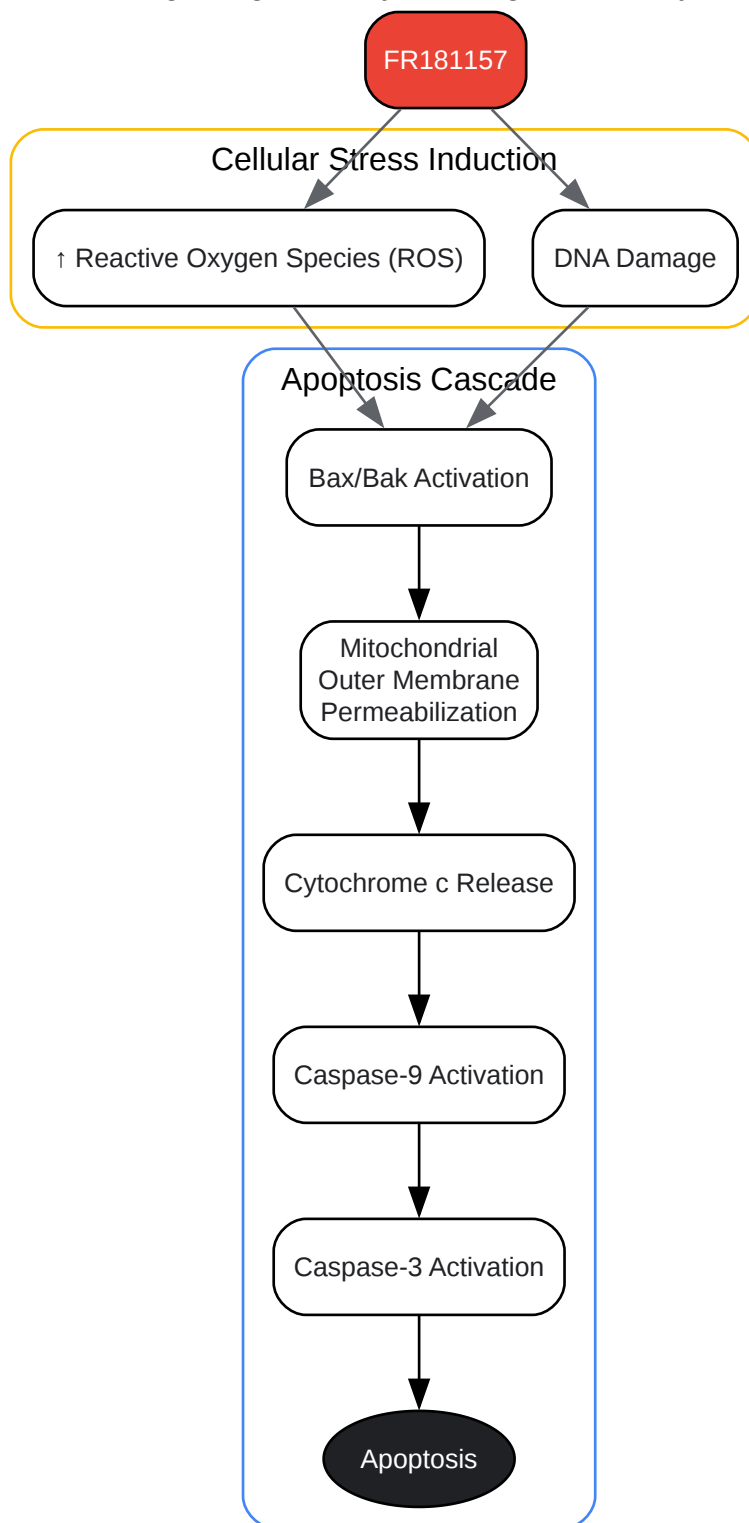 FR181157
Cellular Stress Induction
↑ Reactive Oxygen Species (ROS)
DNA Damage
Apoptosis Cascade
Bax/Bak Activation
Mitochondrial
Outer Membrane
Permeabilization
Cytochrome c Release
Caspase-9 Activation
Caspase-3 Activation
Apoptosis